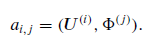 a_{i,j} = (U^{(i)}, Φ^{(j)}).